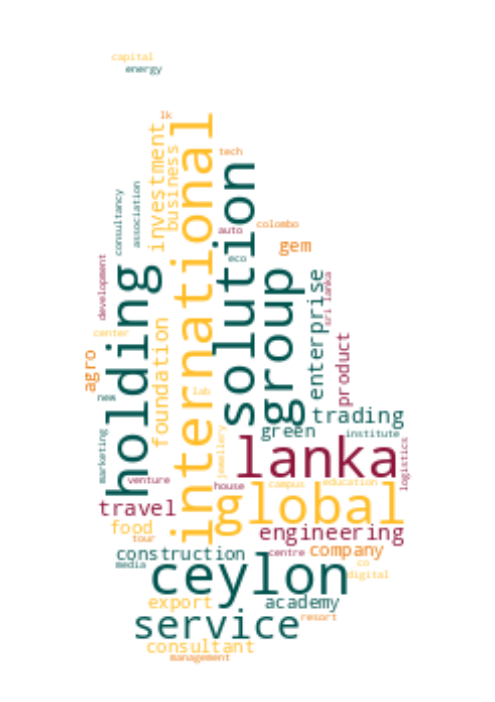 capital
energy
lk
international
investment
business
tech
solution
association
consultancy
colombo
auto
gem
eco
development
holding
group
enterprise
sri lanka
foundation
center
product
agro
lab
new
trading
green
institute
jewellery
marketing
lanka
logistics
venture
house
campus
education
global
travel
food
engineering
tour
construction
centre
company
media
ceylon
co
digital
export
academy
service
resort
consultant
management